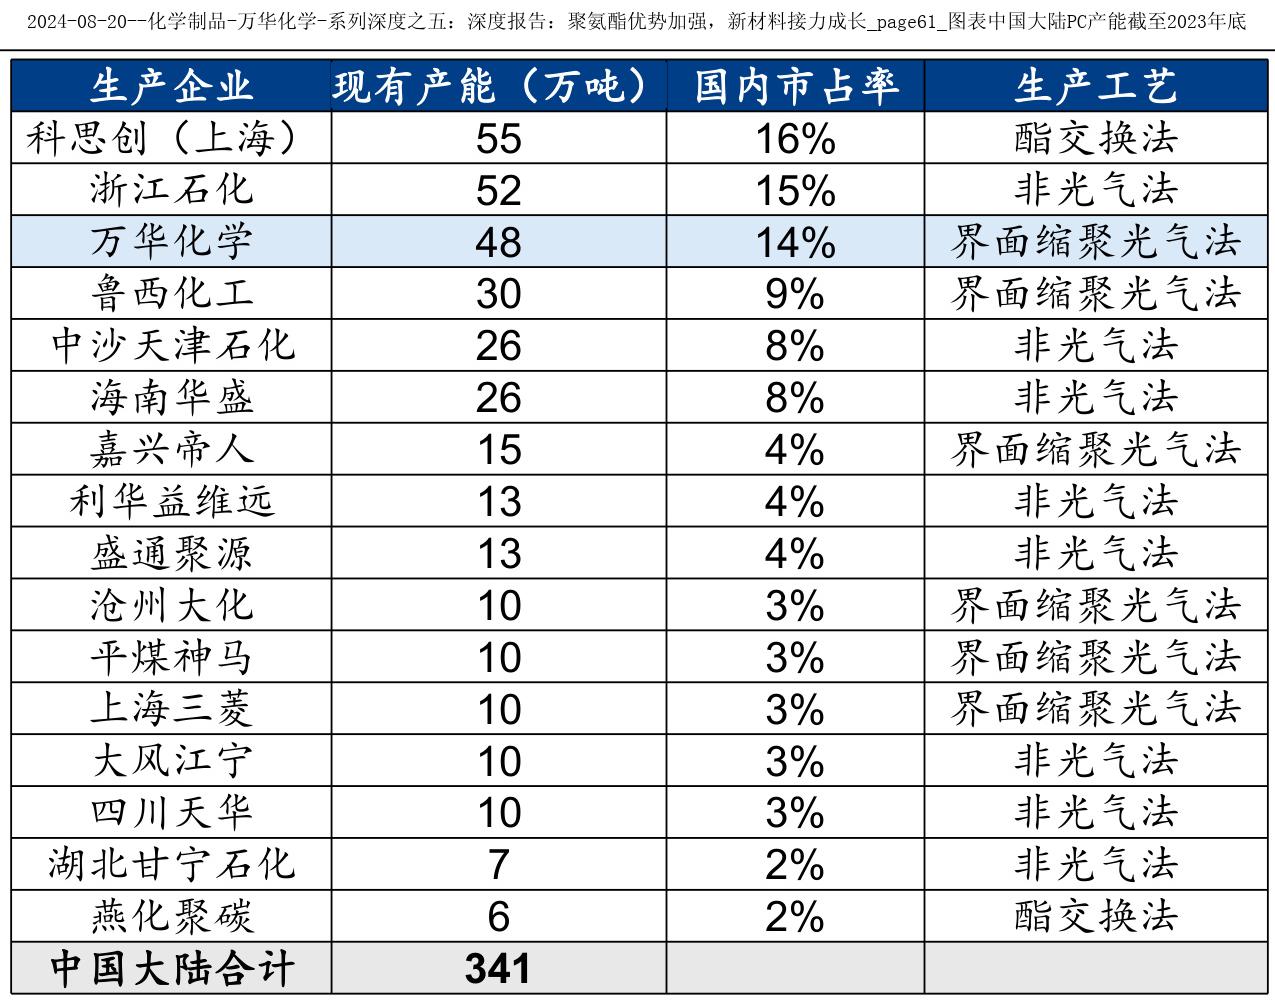 2024-08-20--化学制品-万华化学-系列深度之五：深度报告：聚氨酯优势加强，新材料接力成长_page61_图表中国大陆PC产能截至2023年底
生产企业 现有产能（万吨） 国内市占率 生产工艺
科思创（上海） 55 16% 酯交换法
浙江石化 52 15% 非光气法
万华化学 48 14% 界面缩聚光气法
鲁西化工 30 9% 界面缩聚光气法
中沙天津石化 26 8% 非光气法
海南华盛 26 8% 非光气法
嘉兴帝人 15 4% 界面缩聚光气法
利华益维远 13 4% 非光气法
盛通聚源 13 4% 非光气法
沧州大化 10 3% 界面缩聚光气法
平煤神马 10 3% 界面缩聚光气法
上海三菱 10 3% 界面缩聚光气法
大风江宁 10 3% 非光气法
四川天华 10 3% 非光气法
湖北甘宁石化 7 2% 非光气法
燕化聚碳 6 2% 酯交换法
中国大陆合计 341